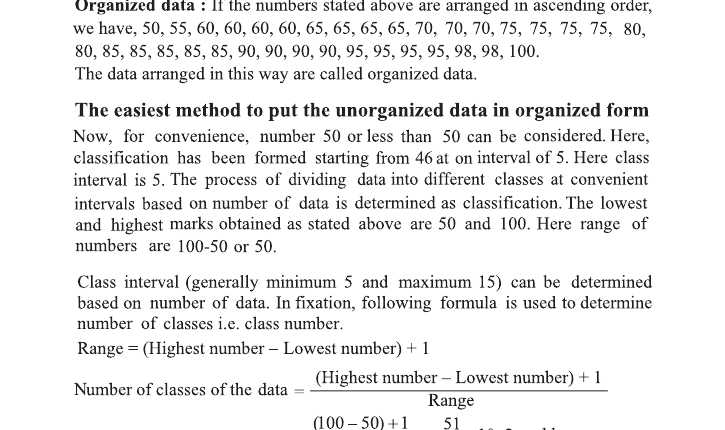 Organized data : If the numbers stated above are arranged in ascending order,
we have, 50, 55, 60, 60, 60, 60, 65, 65, 65, 65, 70, 70, 70, 75, 75, 75, 75, 80,
80, 85, 85, 85, 85, 85, 90, 90, 90, 90, 95, 95, 95, 95, 98, 98, 100.
The data arranged in this way are called organized data.
The easiest method to put the unorganized data in organized form
Now, for convenience, number 50 or less than 50 can be considered. Here,
classification has been formed starting from 46 at on interval of 5. Here class
interval is 5. The process of dividing data into different classes at convenient
intervals based on number of data is determined as classification. The lowest
and highest marks obtained as stated above are 50 and 100. Here range of
numbers are 100-50 or 50.
Class interval (generally minimum 5 and maximum 15) can be determined
based on number of data. In fixation, following formula is used to determine
number of classes i.e. class number.
Range = (Highest number – Lowest number) + 1
Number of classes of the data = (Highest number – Lowest number) + 1
Range
(100 – 50) +1 51